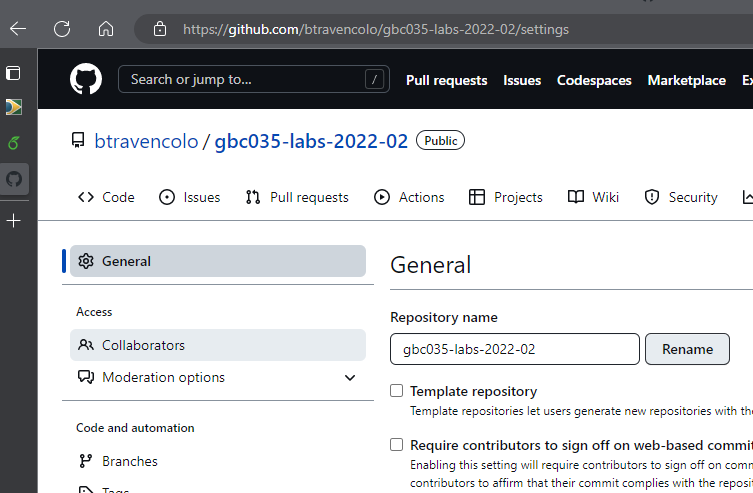 https://github.com/btravencolo/gbc035-labs-2022-02/settings
Search or jump to... / Pull requests Issues Codespaces Marketplace
btravencolo / gbc035-labs-2022-02 Public
Code Issues Pull requests Actions Projects Wiki Security
General
General
Access
Repository name
Collaborators
gbc035-labs-2022-02 Rename
Moderation options
Template repository
Template repositories let users generate new repositories with the
Code and automation
Require contributors to sign off on web-based commit
Branches
Enabling this setting will require contributors to sign off on com
contributors to affirm that their commit complies with the reposit
Tags